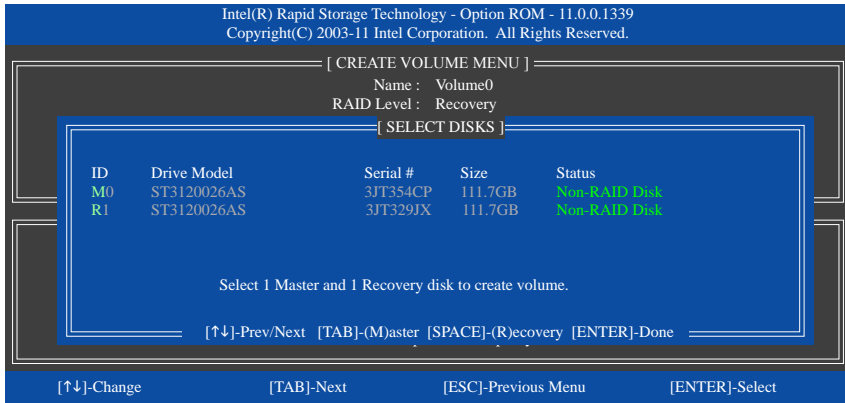 Intel(R) Rapid Storage Technology - Option ROM - 11.0.0.1339
Copyright(C) 2003-11 Intel Corporation. All Rights Reserved.
[ CREATE VOLUME MENU ]
Name : Volume0
RAID Level : Recovery
[ SELECT DISKS ]
ID Drive Model Serial # Size Status
M0 ST3120026AS 3JT354CP 111.7GB Non-RAID Disk
R1 ST3120026AS 3JT329JX 111.7GB Non-RAID Disk
Select 1 Master and 1 Recovery disk to create volume.
[↑↓]-Prev/Next [TAB]-(M)aster [SPACE]-(R)ecovery [ENTER]-Done
[↑↓]-Change [TAB]-Next [ESC]-Previous Menu [ENTER]-Select